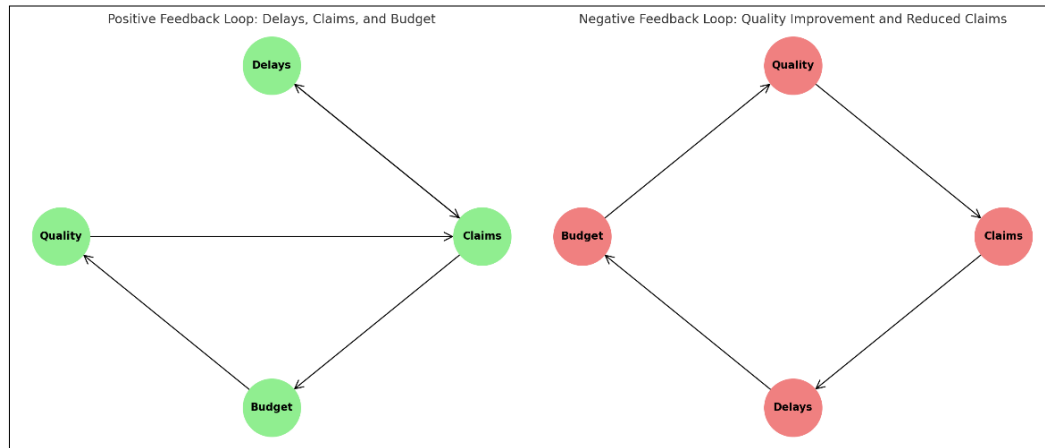 Positive Feedback Loop: Delays, Claims, and Budget
Delays
Quality
Claims
Budget
Negative Feedback Loop: Quality Improvement and Reduced Claims
Quality
Budget
Claims
Delays